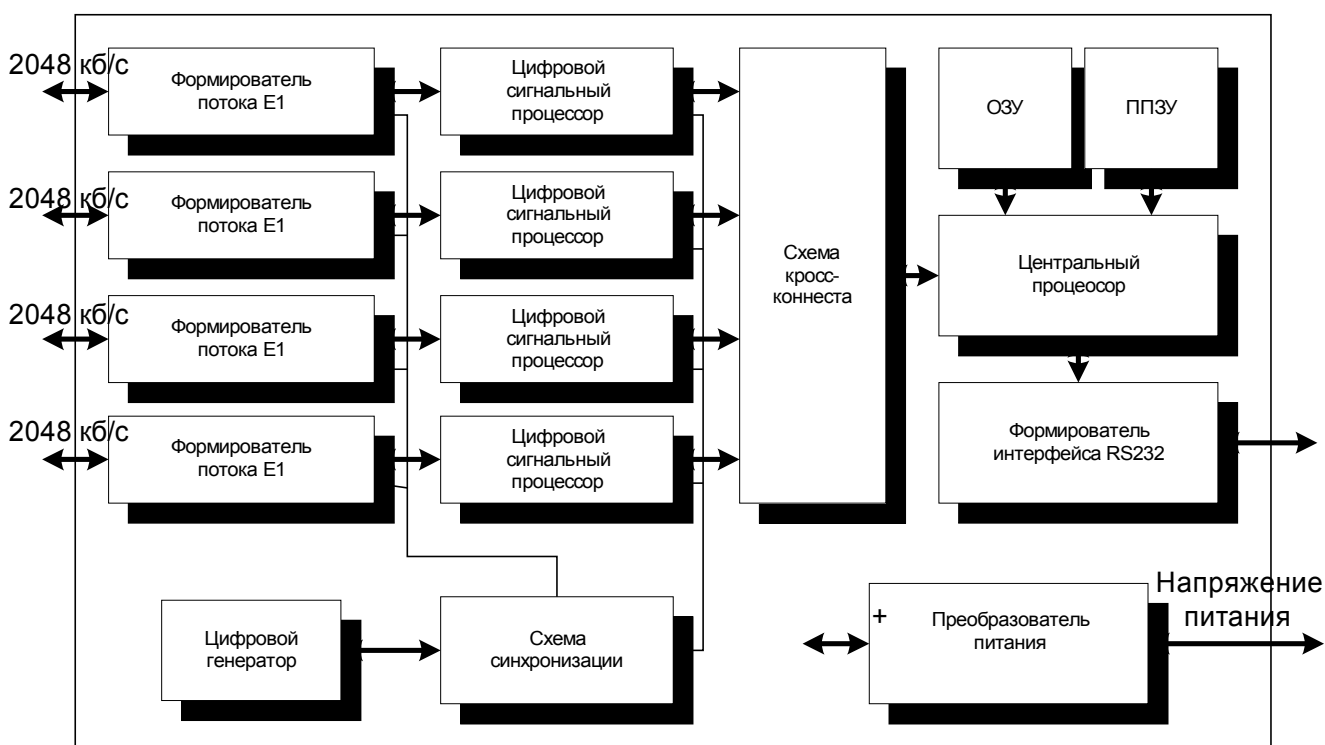 2048 кб/с
Формирователь
потока Е1
Цифровой
сигнальный
процессор
2048 кб/с
Формирователь
потока Е1
Цифровой
сигнальный
процессор
2048 кб/с
Формирователь
потока Е1
Цифровой
сигнальный
процессор
2048 кб/с
Формирователь
потока Е1
Цифровой
сигнальный
процессор
Схема
кросс-
коннеста
ОЗУ
ППЗУ
Центральный
процеосор
Формирователь
интерфейса RS232
Цифровой
генератор
Схема
синхронизации
+
Преобразователь
питания
Напряжение
питания